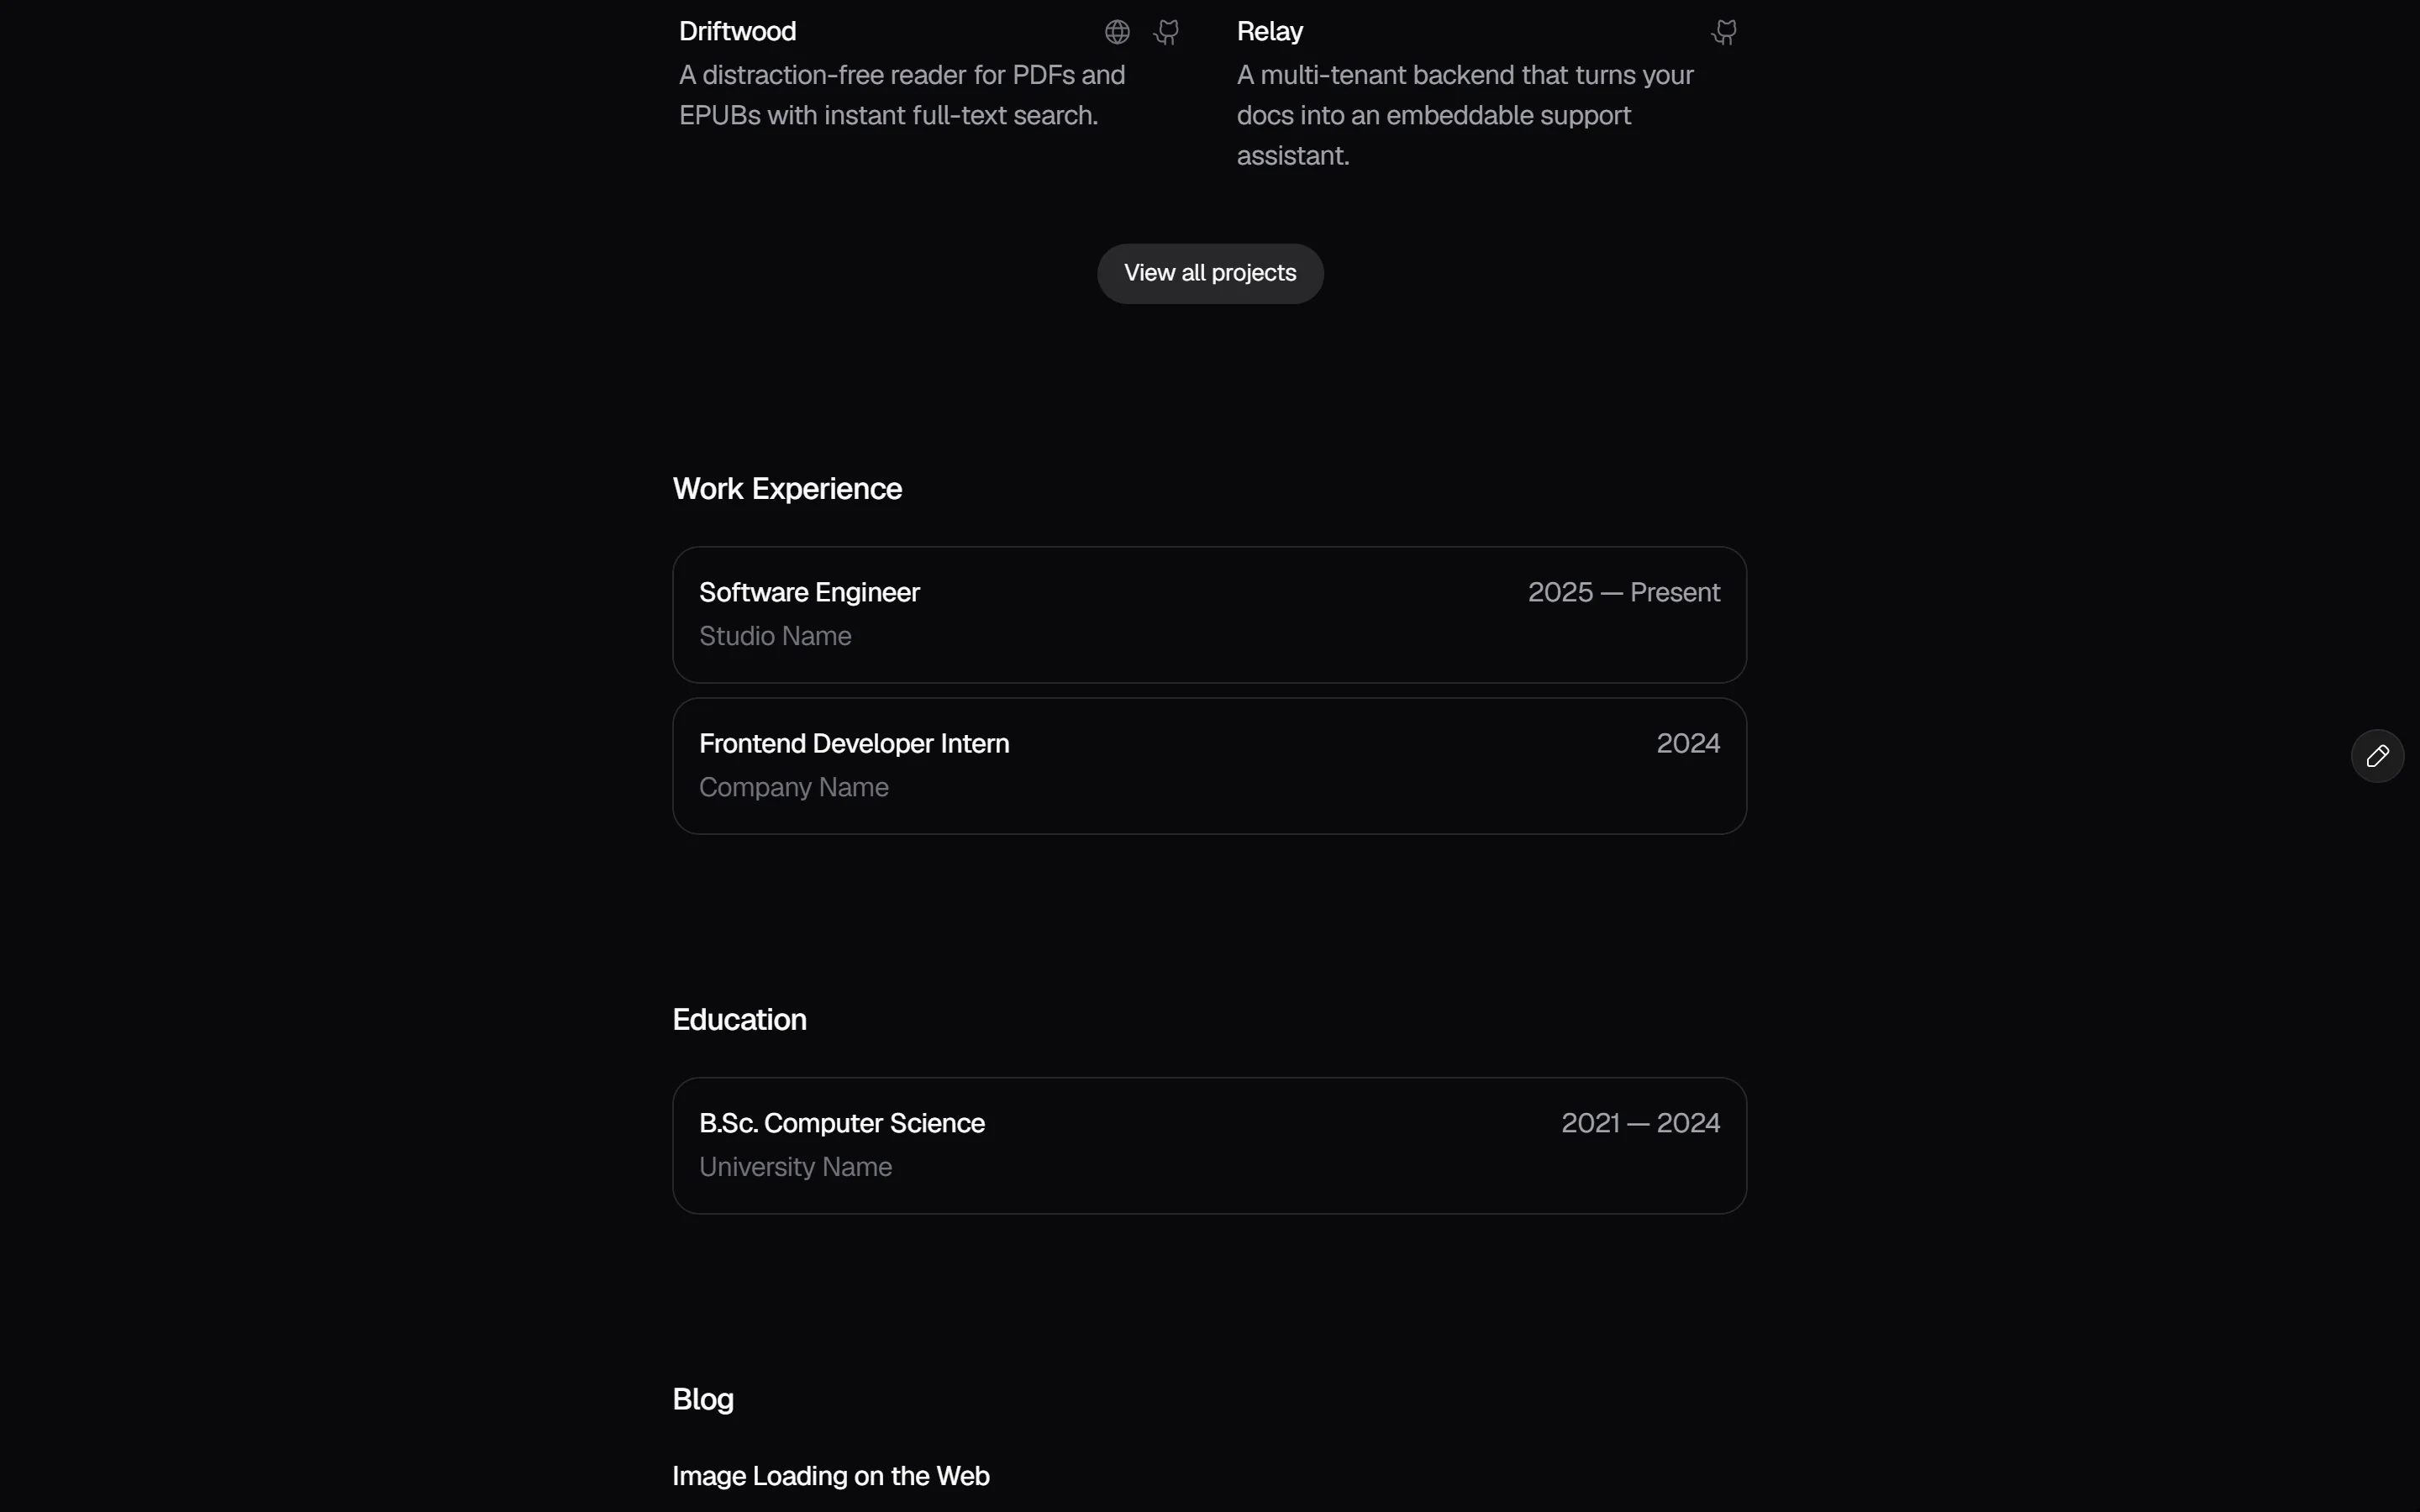 Driftwood
A distraction-free reader for PDFs and
EPUBs with instant full-text search.
Relay
A multi-tenant backend that turns your
docs into an embeddable support
assistant.
View all projects
Work Experience
Software Engineer
2025 — Present
Studio Name
Frontend Developer Intern
2024
Company Name
Education
B.Sc. Computer Science
2021 — 2024
University Name
Blog
Image Loading on the Web